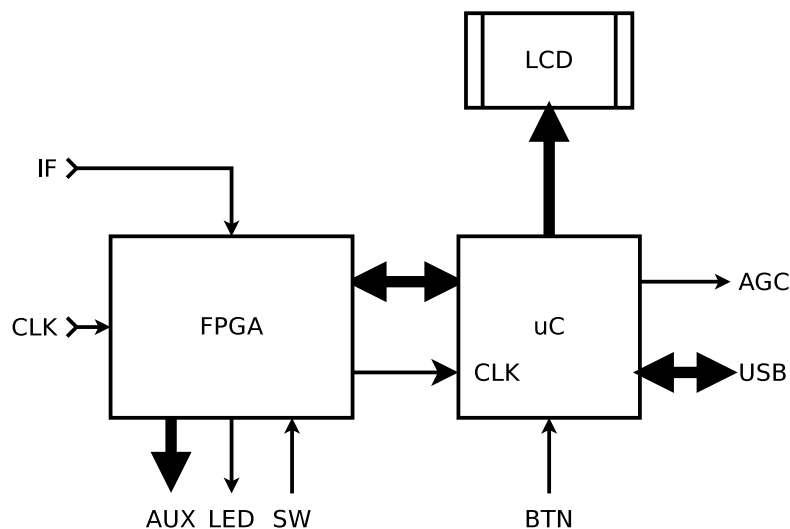 LCD
IF
CLK
FPGA
uC
AGC
CLK
USB
AUX LED SW
BTN